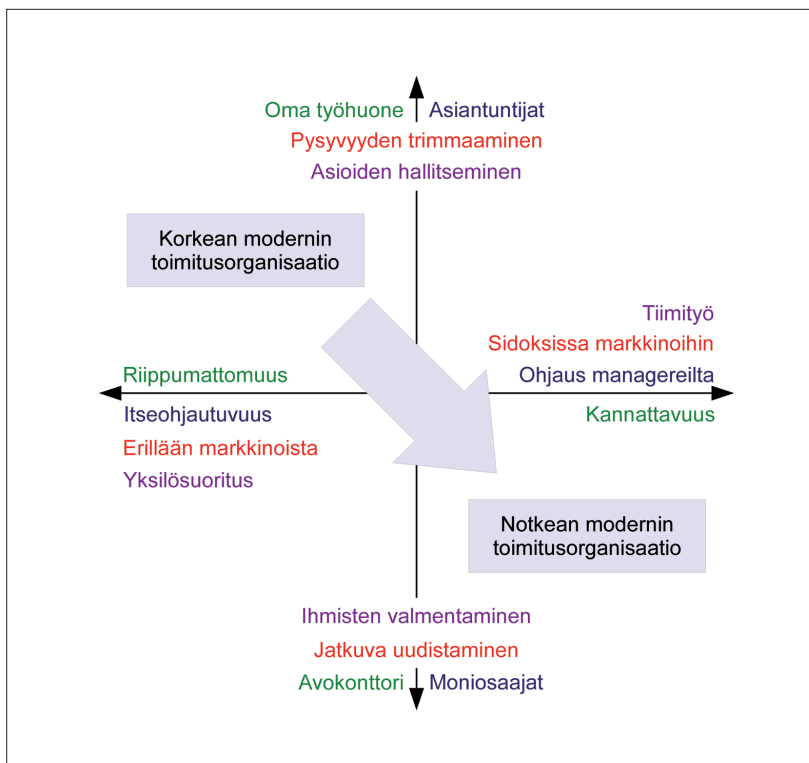 Oma työhuone Asiantuntijat
Pysyvyyden trimmaaminen
Asioiden hallitseminen
Korkean modernin
toimitusorganisaatio
Tiimityö
Sidoksissa markkinoihin
Ohjaus managereilta
Kannattavuus
Riippumattomuus
Itseohjautuvuus
Erillään markkinoista
Yksilösuoritus
Notkean modernin
toimitusorganisaatio
Ihmisten valmentaminen
Jatkuva uudistaminen
Avokonttori Moniosaajat